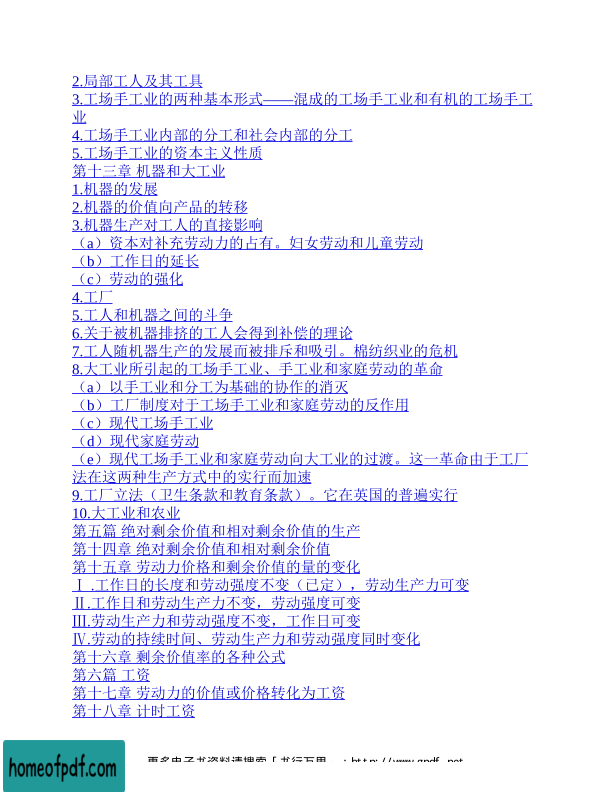 2.局部工人及其工具
3.工场手工业的两种基本形式——混成的工场手工业和有机的工场手工
业
4.工场手工业内部的分工和社会内部的分工
5.工场手工业的资本主义性质
第十三章 机器和大工业
1.机器的发展
2.机器的价值向产品的转移
3.机器生产对工人的直接影响
（a）资本对补充劳动力的占有。妇女劳动和儿童劳动
（b）工作日的延长
（c）劳动的强化
4.工厂
5.工人和机器之间的斗争
6.关于被机器排挤的工人会得到补偿的理论
7.工人随机器生产的发展而被排斥和吸引。棉纺织业的危机
8.大工业所引起的工场手工业、手工业和家庭劳动的革命
（a）以手工业和分工为基础的协作的消灭
（b）工厂制度对于工场手工业和家庭劳动的反作用
（c）现代工场手工业
（d）现代家庭劳动
（e）现代工场手工业和家庭劳动向大工业的过渡。这一革命由于工厂
法在这两种生产方式中的实行而加速
9.工厂立法（卫生条款和教育条款）。它在英国的普遍实行
10.大工业和农业
第五篇 绝对剩余价值和相对剩余价值的生产
第十四章 绝对剩余价值和相对剩余价值
第十五章 劳动力价格和剩余价值的量的变化
Ⅰ .工作日的长度和劳动强度不变（已定），劳动生产力可变
Ⅱ.工作日和劳动生产力不变，劳动强度可变
Ⅲ.劳动生产力和劳动强度不变，工作日可变
Ⅳ.劳动的持续时间、劳动生产力和劳动强度同时变化
第十六章 剩余价值率的各种公式
第六篇 工资
第十七章 劳动力的价值或价格转化为工资
第十八章 计时工资
homeofpdf.com
更多电子书资料请搜索「书行万里